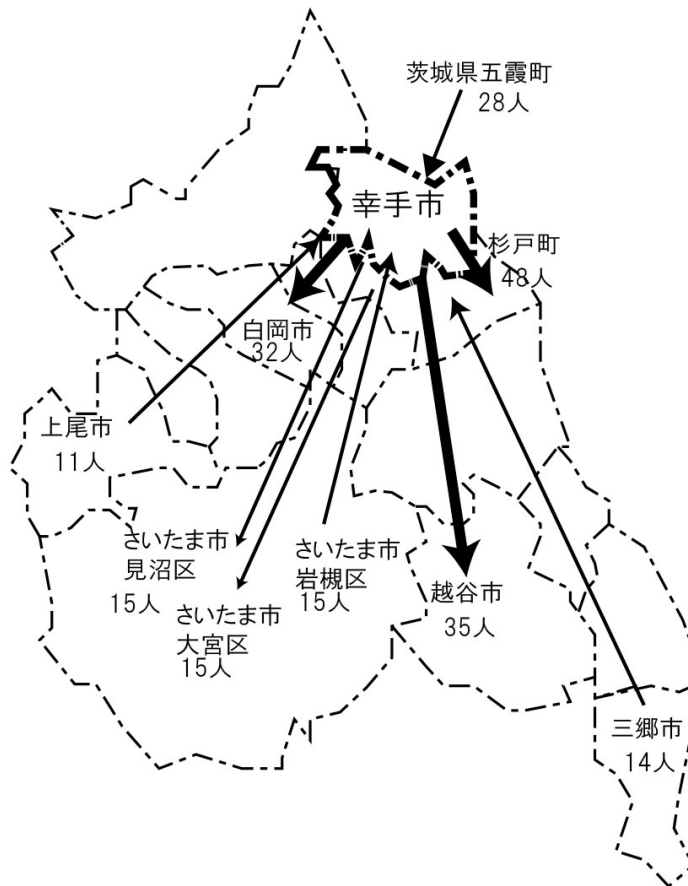 茨城県五霞町
28人
幸手市
杉戸町
48人
白岡市
32人
上尾市
11人
さいたま市
見沼区
15人
さいたま市
大宮区
15人
さいたま市
岩槻区
15人
越谷市
35人
三郷市
14人